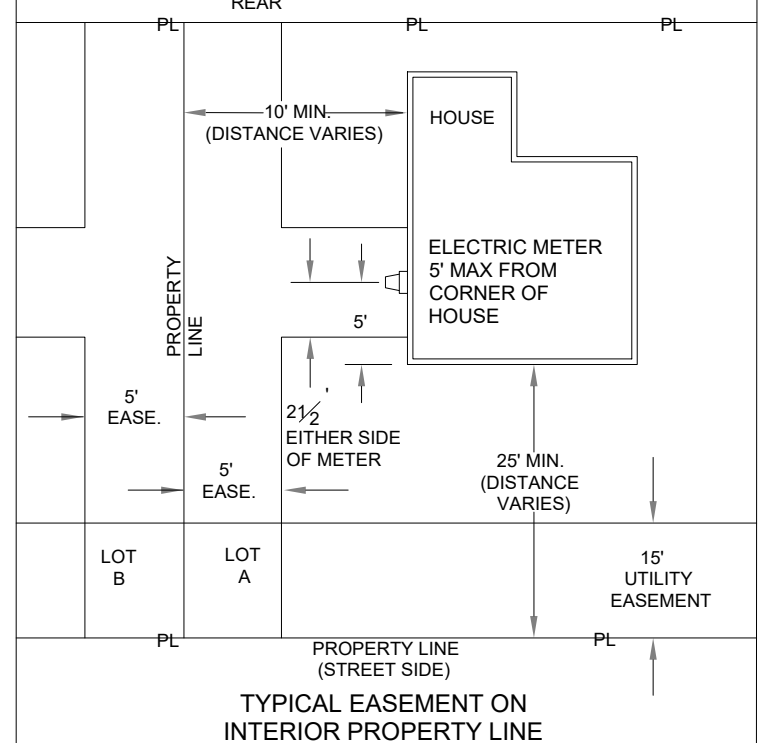 REAR
PL
PL
PL
10' MIN.
(DISTANCE VARIES)
HOUSE
ELECTRIC METER
5' MAX FROM
CORNER OF
HOUSE
PROPERTY
LINE
5'
5'
EASE.
2 1/2'
EITHER SIDE
OF METER
5'
EASE.
25' MIN.
(DISTANCE
VARIES)
LOT
B
LOT
A
15'
UTILITY
EASEMENT
PL
PL
PROPERTY LINE
(STREET SIDE)
TYPICAL EASEMENT ON
INTERIOR PROPERTY LINE